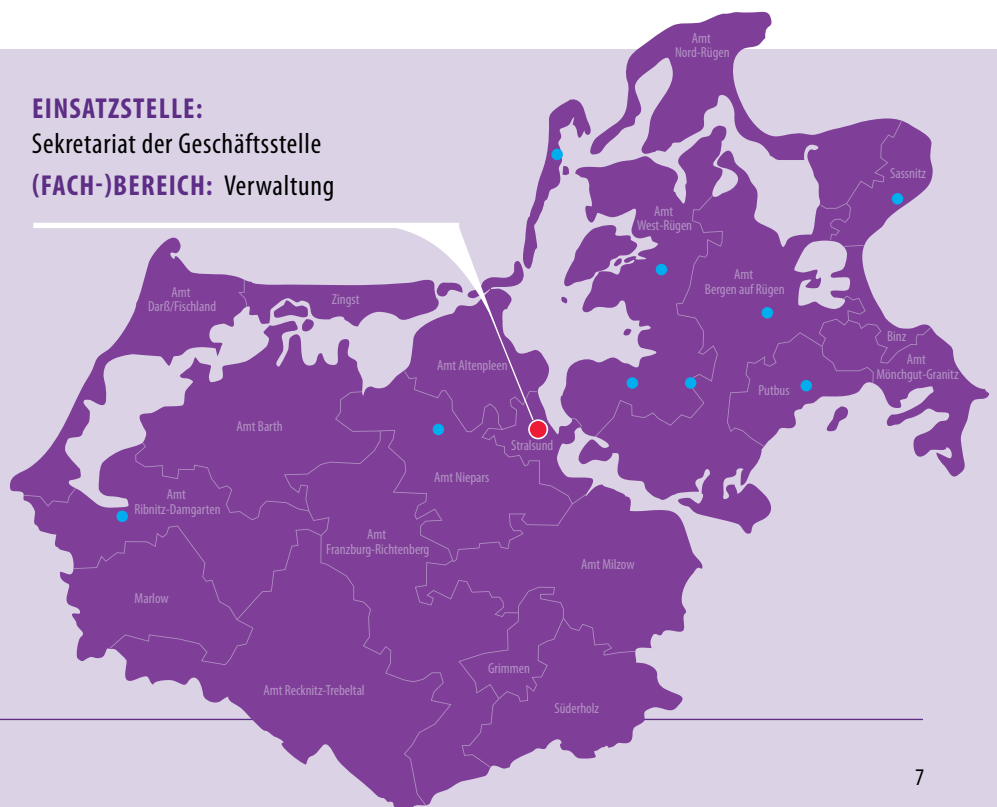 EINSATZSTELLE:
Sekretariat der Geschäftsstelle
(FACH-)BEREICH: Verwaltung
Amt
Nord-Rügen
Sassnitz
Amt
West-Rügen
Amt
Bergen auf Rügen
Amt
Darß/Fischland
Zingst
Binz
Amt
Mönchgut-Granitz
Amt Altenpleen
Putbus
Amt Barth
Stralsund
Amt Niepars
Amt
Ribnitz-Damgarten
Amt
Franzburg-Richtenberg
Amt Milzow
Marlow
Grimmen
Amt Recknitz-Trebeltal
Süderholz
7